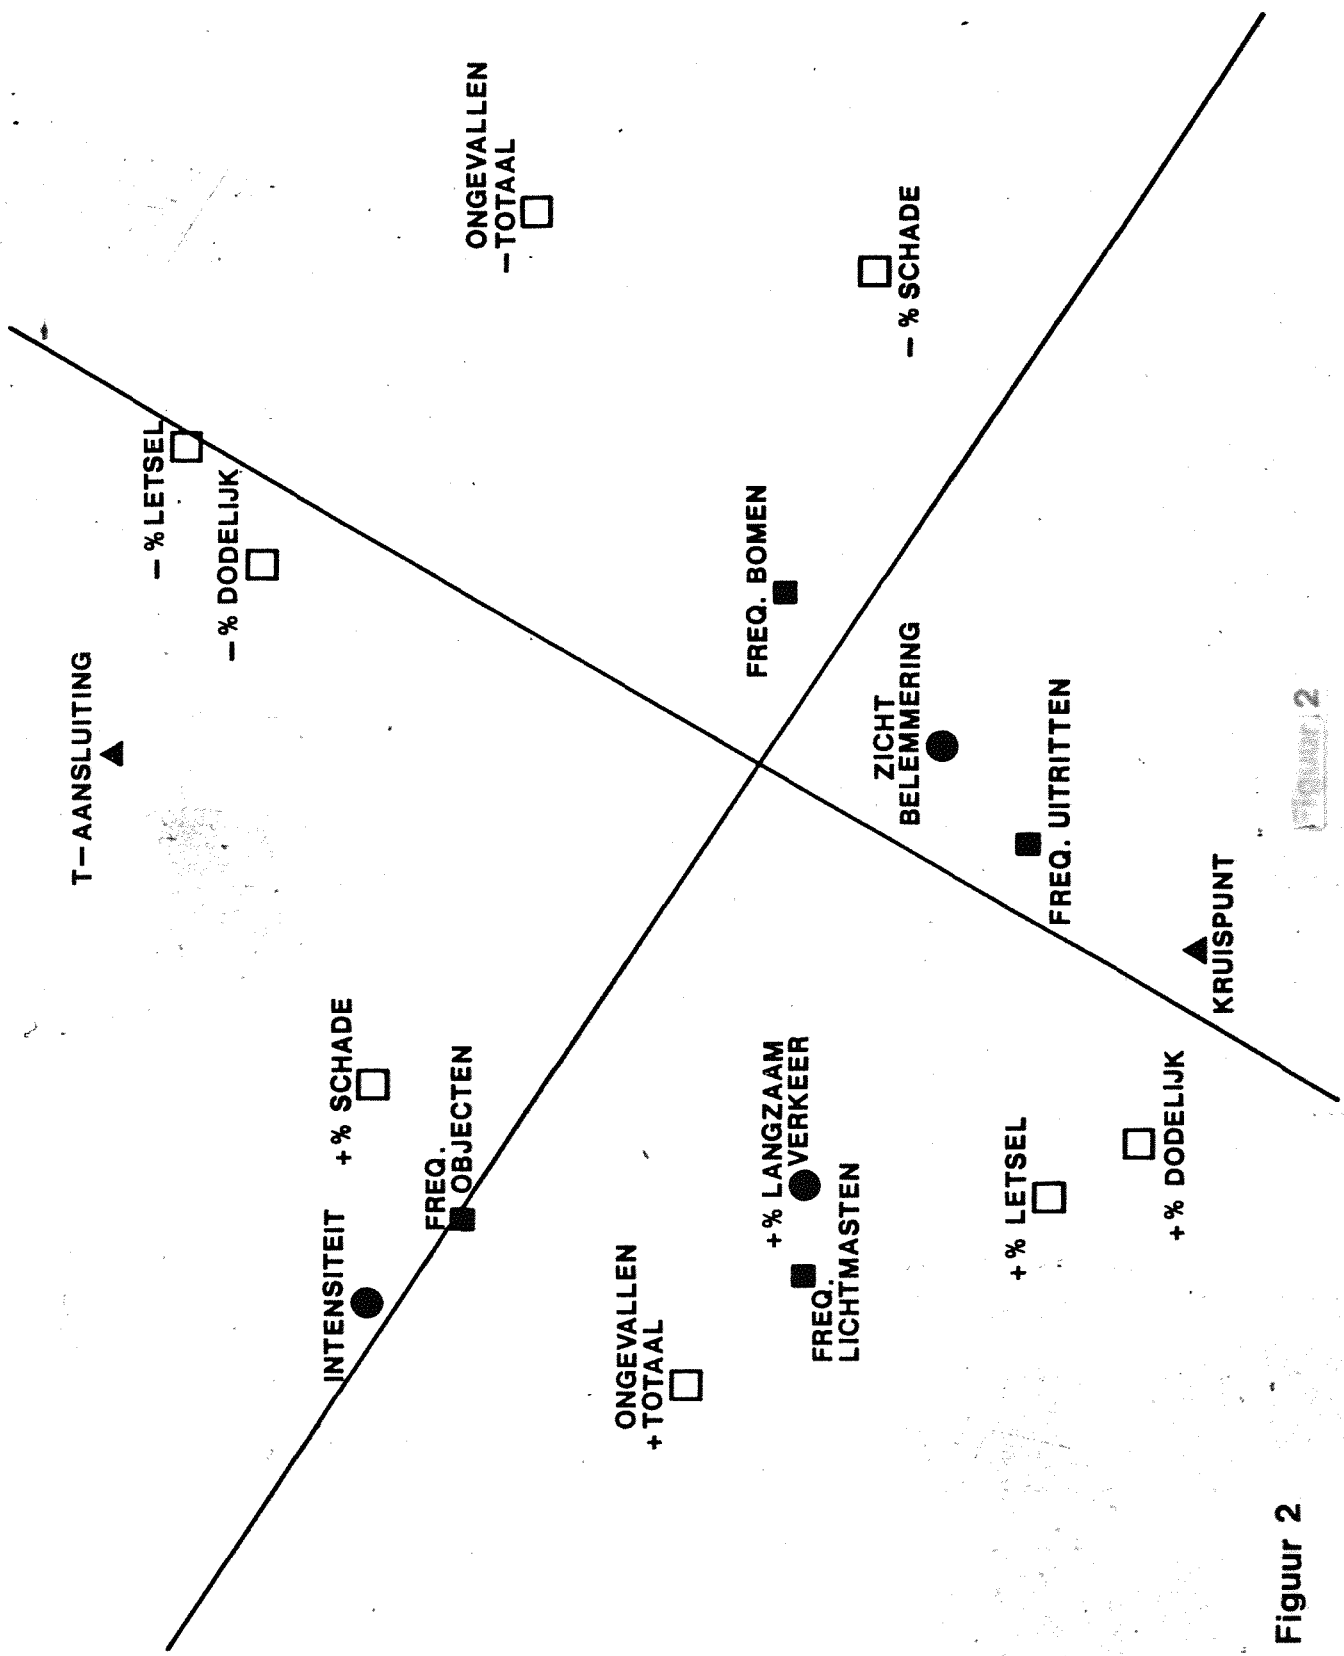 T–AANSLUITING
– % LETSEL
– % DODELIJK
ONGEVALLEN
– TOTAAL
+ % SCHADE
INTENSITEIT
FREQ.
OBJECTEN
FREQ. BOMEN
– % SCHADE
ZICHT
BELEMMERING
ONGEVALLEN
+ TOTAAL
+ % LANGZAAM
VERKEER
FREQ.
LICHTMASTEN
FREQ. UITRITTEN
+ % LETSEL
+ % DODELIJK
KRUISPUNT
Figuur 2
Figuur 2